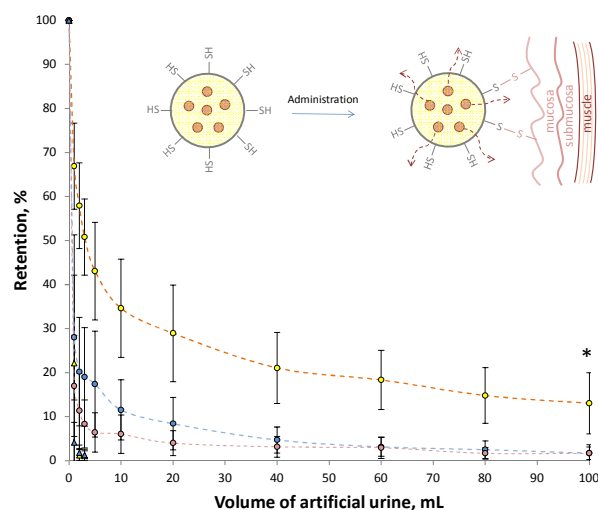 Retention, %
100
90
80
70
60
50
40
30
20
10
0
0 10 20 30 40 50 60 70 80 90 100
Volume of artificial urine, mL
*
HS
SH
SH
HS
SH
HS
SH
HS
Administration
HS
SH
HS
S
S
HS
S
S
HS
SH
mucosa
submucosa
muscle